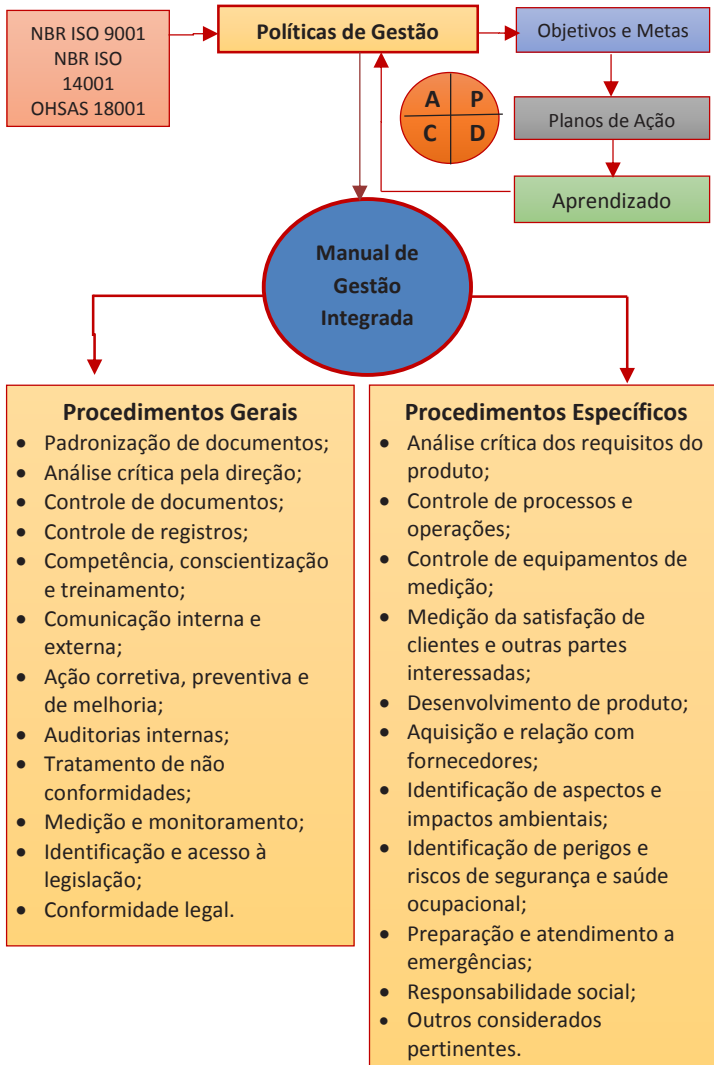 NBR ISO 9001
NBR ISO
14001
OHSAS 18001
Políticas de Gestão
Objetivos e Metas
A P
C D
Planos de Ação
Aprendizado
Manual de
Gestão
Integrada
Procedimentos Gerais
• Padronização de documentos;
• Análise crítica pela direção;
• Controle de documentos;
• Controle de registros;
• Competência, conscientização
e treinamento;
• Comunicação interna e
externa;
• Ação corretiva, preventiva e
de melhoria;
• Auditorias internas;
• Tratamento de não
conformidades;
• Medição e monitoramento;
• Identificação e acesso à
legislação;
• Conformidade legal.
Procedimentos Específicos
• Análise crítica dos requisitos do
produto;
• Controle de processos e
operações;
• Controle de equipamentos de
medição;
• Medição da satisfação de
clientes e outras partes
interessadas;
• Desenvolvimento de produto;
• Aquisição e relação com
fornecedores;
• Identificação de aspectos e
impactos ambientais;
• Identificação de perigos e
riscos de segurança e saúde
ocupacional;
• Preparação e atendimento a
emergências;
• Responsabilidade social;
• Outros considerados
pertinentes.